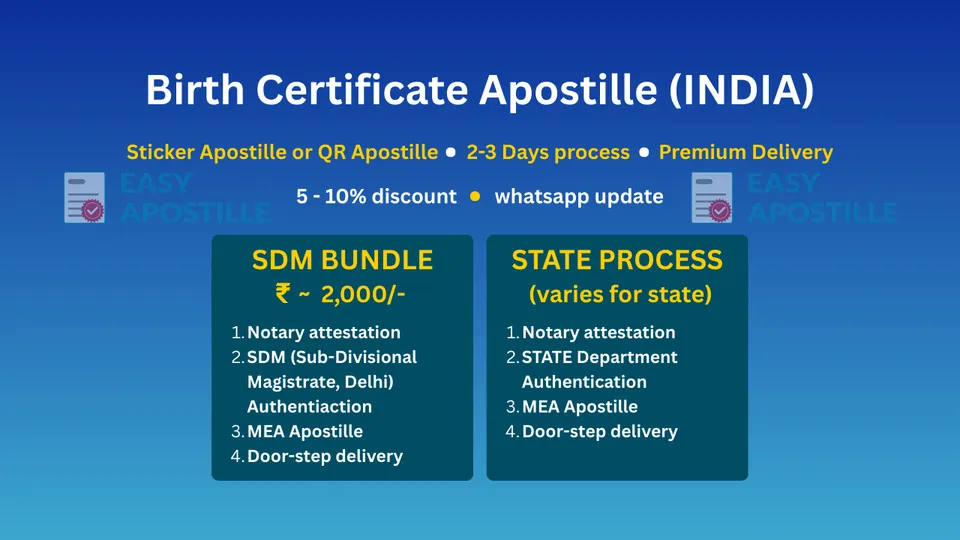 Birth Certificate Apostille (INDIA)
Sticker Apostille or QR Apostille • 2-3 Days process • Premium Delivery
EASY
APOSTILLE
5 - 10% discount • whatsapp update
EASY
APOSTILLE
SDM BUNDLE
₹ ~ 2,000/-
1. Notary attestation
2. SDM (Sub-Divisional
Magistrate, Delhi)
Authentiaction
3. MEA Apostille
4. Door-step delivery
STATE PROCESS
(varies for state)
1. Notary attestation
2. STATE Department
Authentication
3. MEA Apostille
4. Door-step delivery